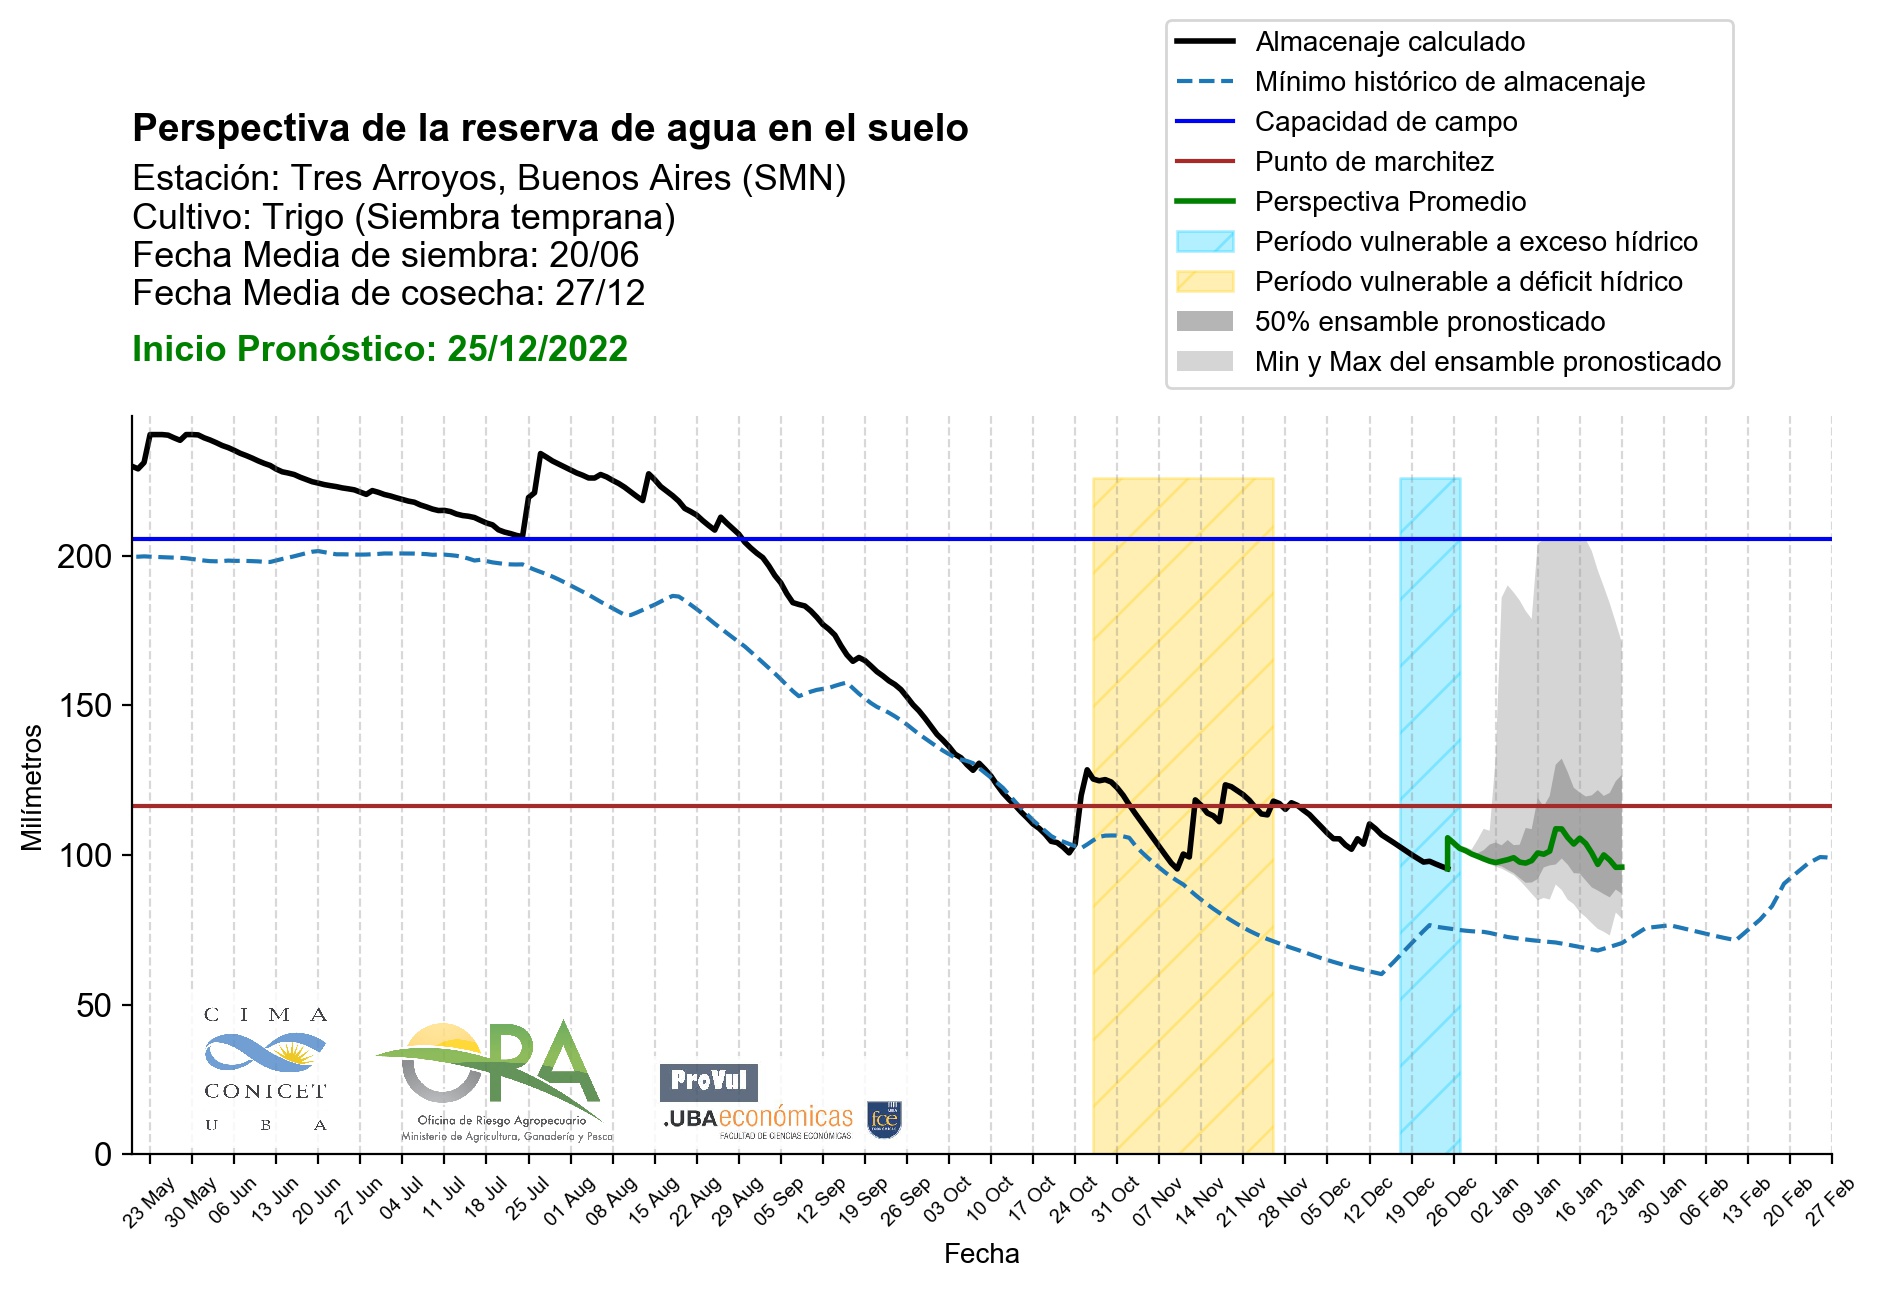 Almacenaje calculado
Mínimo histórico de almacenaje
Capacidad de campo
Punto de marchitez
Perspectiva Promedio
Período vulnerable a exceso hídrico
Período vulnerable a déficit hídrico
50% ensamble pronosticado
Min y Max del ensamble pronosticado
Perspectiva de la reserva de agua en el suelo
Estación: Tres Arroyos, Buenos Aires (SMN)
Cultivo: Trigo (Siembra temprana)
Fecha Media de siembra: 20/06
Fecha Media de cosecha: 27/12
Inicio Pronóstico: 25/12/2022
Milímetros
200
150
100
50
0
CIMA
CONICET
UBA
ORA
Oficina de Riesgo Agropecuario
Ministerio de Agricultura, Ganadería y Pesca
ProVul
.UBAeconómicas
FACULTAD DE CIENCIAS ECONÓMICAS
fce
23 May
30 May
06 Jun
13 Jun
20 Jun
27 Jun
04 Jul
11 Jul
18 Jul
25 Jul
01 Aug
08 Aug
15 Aug
22 Aug
29 Aug
05 Sep
12 Sep
19 Sep
26 Sep
03 Oct
10 Oct
17 Oct
24 Oct
31 Oct
07 Nov
14 Nov
21 Nov
28 Nov
05 Dec
12 Dec
19 Dec
26 Dec
02 Jan
09 Jan
16 Jan
23 Jan
30 Jan
06 Feb
13 Feb
20 Feb
27 Feb
Fecha